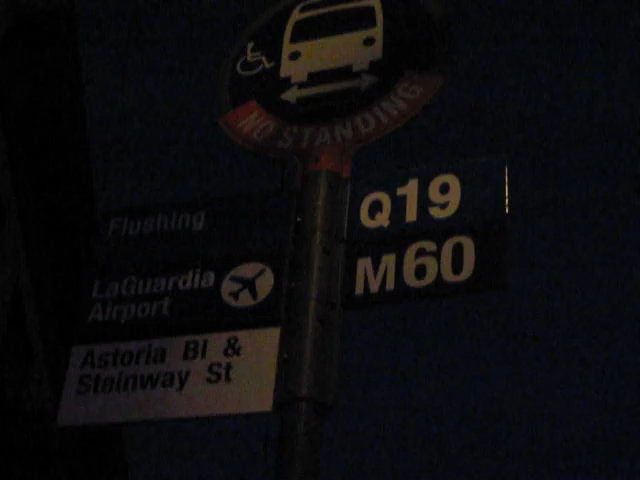 NO STANDING
Flushing
Q19
LaGuardia
Airport
M60
Astoria Bl &
Steinway St